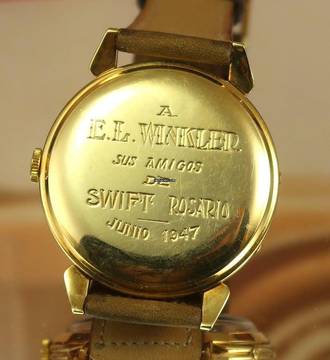 A
E.L. WINKLER.
SUS AMIGOS
DE
SWIFT ROSARIO
JUNIO 1947